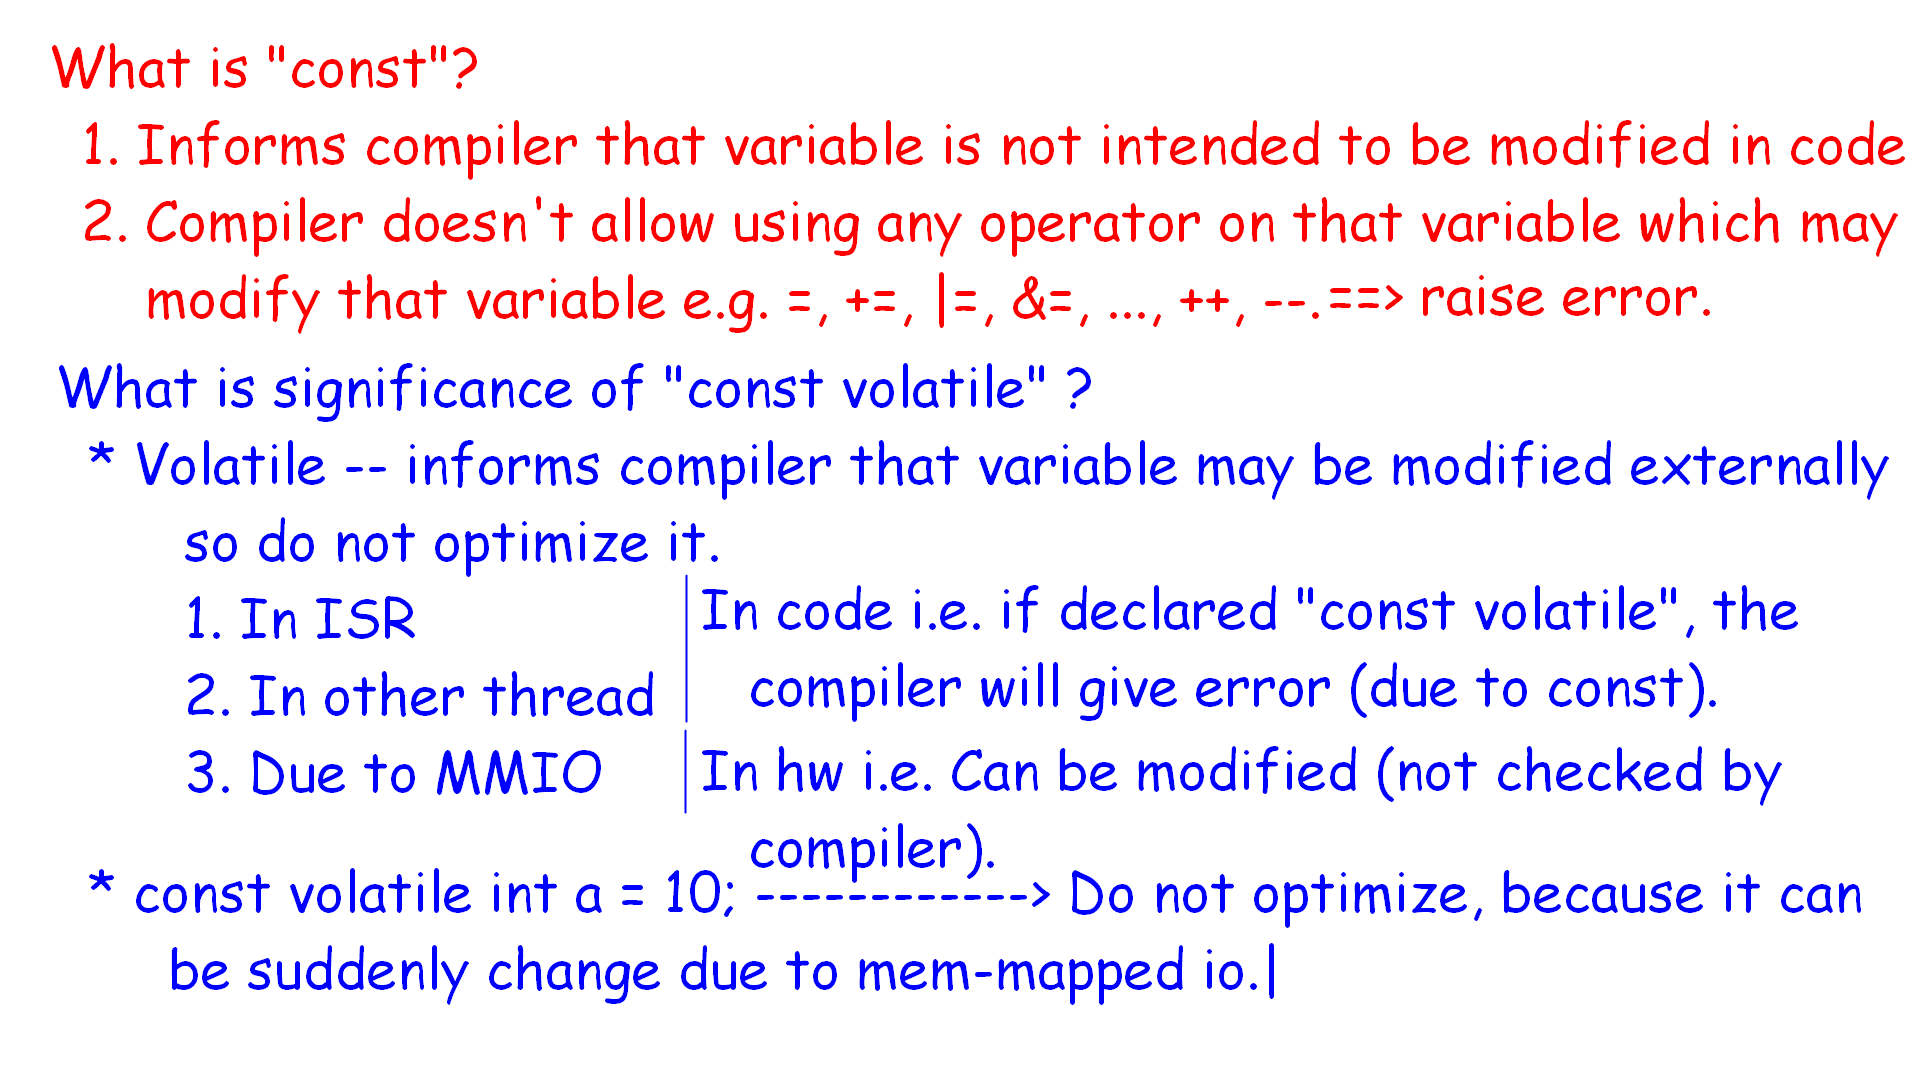 What is "const"?
1. Informs compiler that variable is not intended to be modified in code
2. Compiler doesn't allow using any operator on that variable which may
modify that variable e.g. =, +=, |=, &=, ..., ++, --.==> raise error.
What is significance of "const volatile" ?
* Volatile -- informs compiler that variable may be modified externally
so do not optimize it.
1. In ISR
2. In other thread
In code i.e. if declared "const volatile", the
compiler will give error (due to const).
3. Due to MMIO
In hw i.e. Can be modified (not checked by
compiler).
* const volatile int a = 10; ------------> Do not optimize, because it can
be suddenly change due to mem-mapped io.